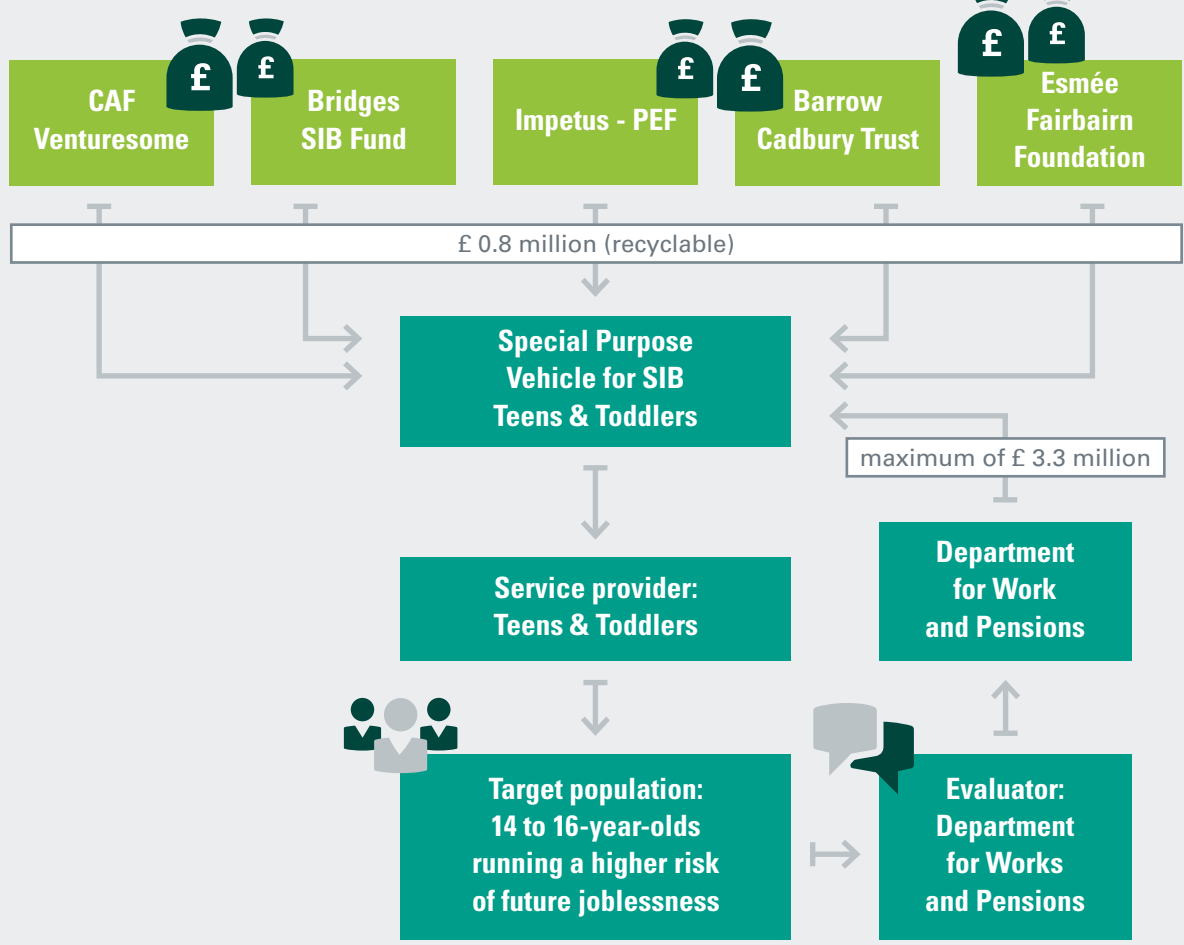 £ £ £ £ £ £
CAF
Venturesome
Bridges
SIB Fund
Impetus - PEF
Barrow
Cadbury Trust
Esmée
Fairbairn
Foundation
£ 0.8 million (recyclable)
Special Purpose
Vehicle for SIB
Teens & Toddlers
maximum of £ 3.3 million
Service provider:
Teens & Toddlers
Department
for Work
and Pensions
Target population:
14 to 16-year-olds
running a higher risk
of future joblessness
Evaluator:
Department
for Works
and Pensions